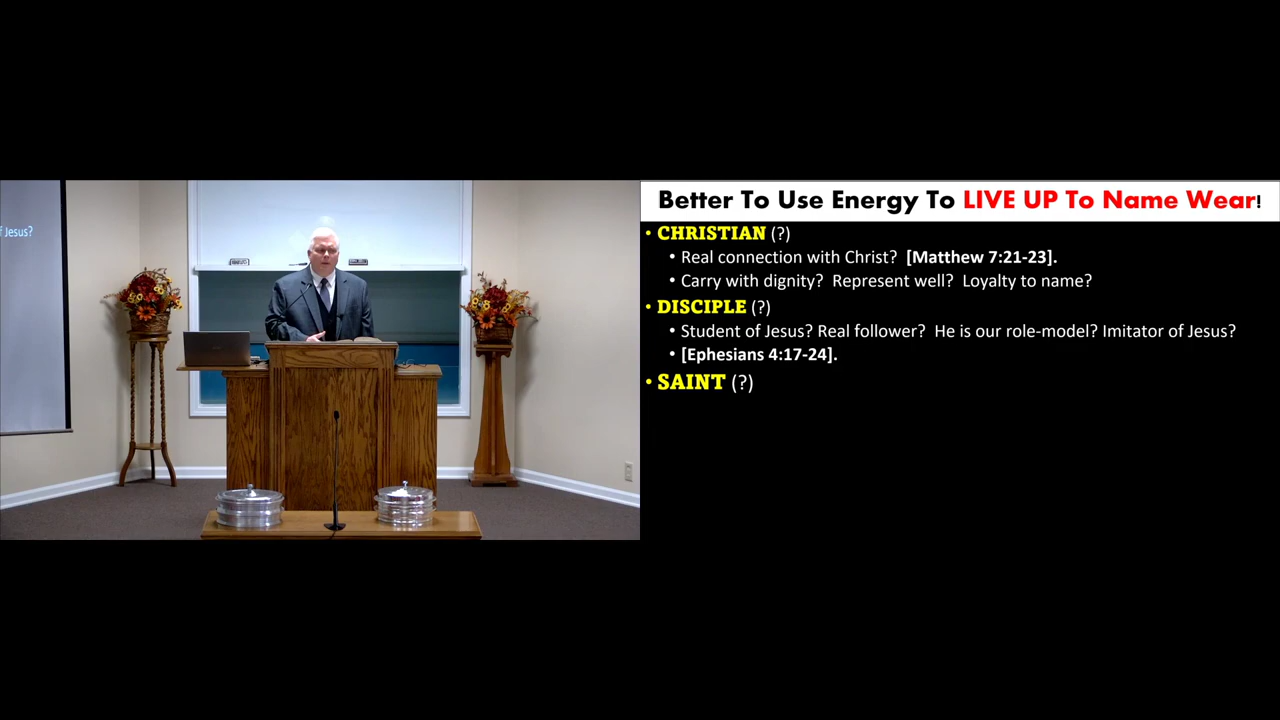 f Jesus?
Better To Use Energy To LIVE UP To Name Wear!
• CHRISTIAN (?)
• Real connection with Christ? [Matthew 7:21-23].
• Carry with dignity? Represent well? Loyalty to name?
• DISCIPLE (?)
• Student of Jesus? Real follower? He is our role-model? Imitator of Jesus?
• [Ephesians 4:17-24].
• SAINT (?)